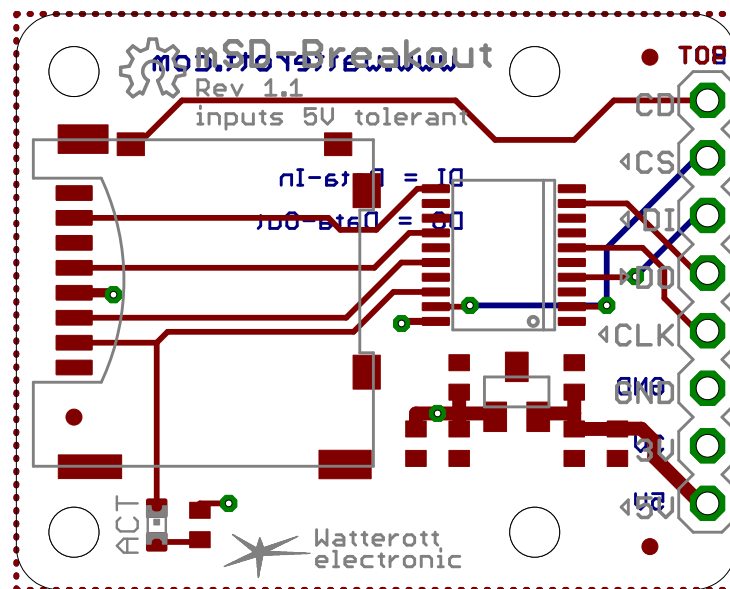 mSD-Breakout
www.watterott.com
Rev 1.1
inputs 5V tolerant
BOT
CD
CS
DI = Data-In
DI
DO = Data-Out
DO
CLK
GND
GND
3V
3V
5V
5V
ACT
Watterott
electronic